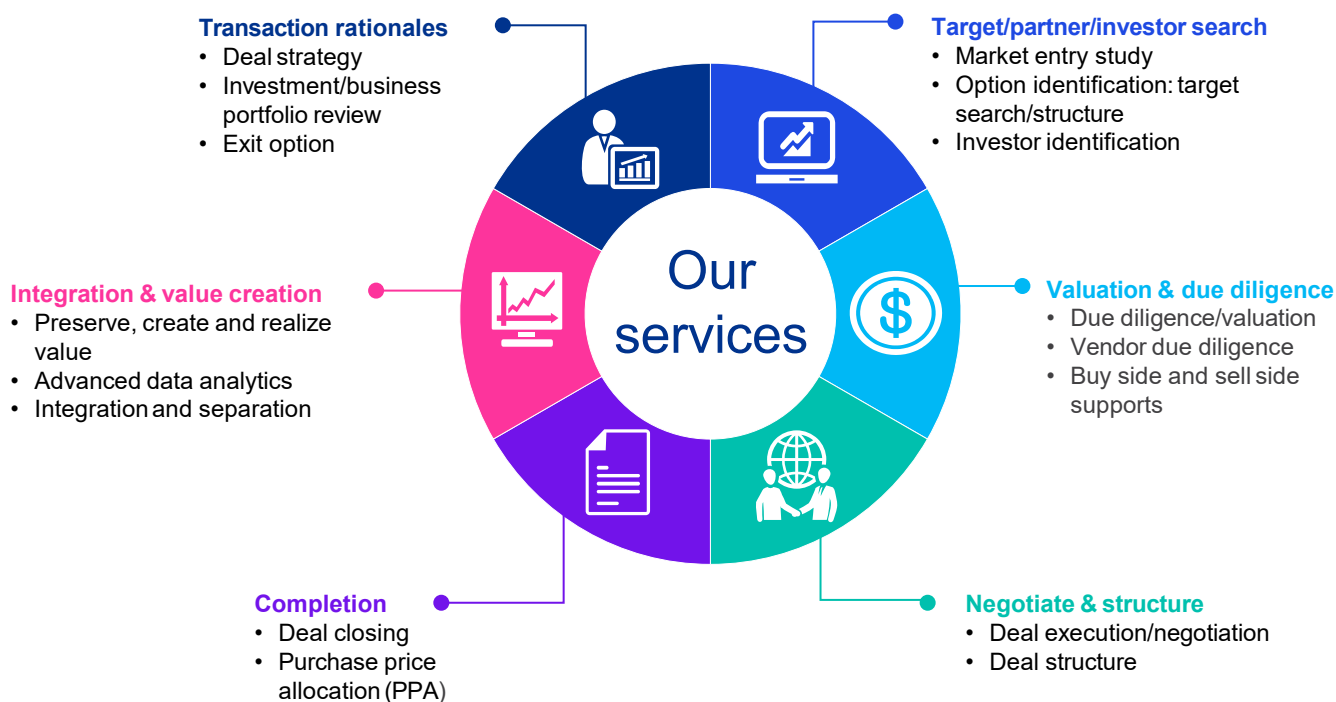 Transaction rationales
• Deal strategy
• Investment/business
portfolio review
• Exit option
Target/partner/investor search
• Market entry study
• Option identification: target
search/structure
• Investor identification
Our
services
$
Integration & value creation
• Preserve, create and realize
value
• Advanced data analytics
• Integration and separation
Valuation & due diligence
• Due diligence/valuation
• Vendor due diligence
• Buy side and sell side
supports
Completion
• Deal closing
• Purchase price
allocation (PPA)
Negotiate & structure
• Deal execution/negotiation
• Deal structure